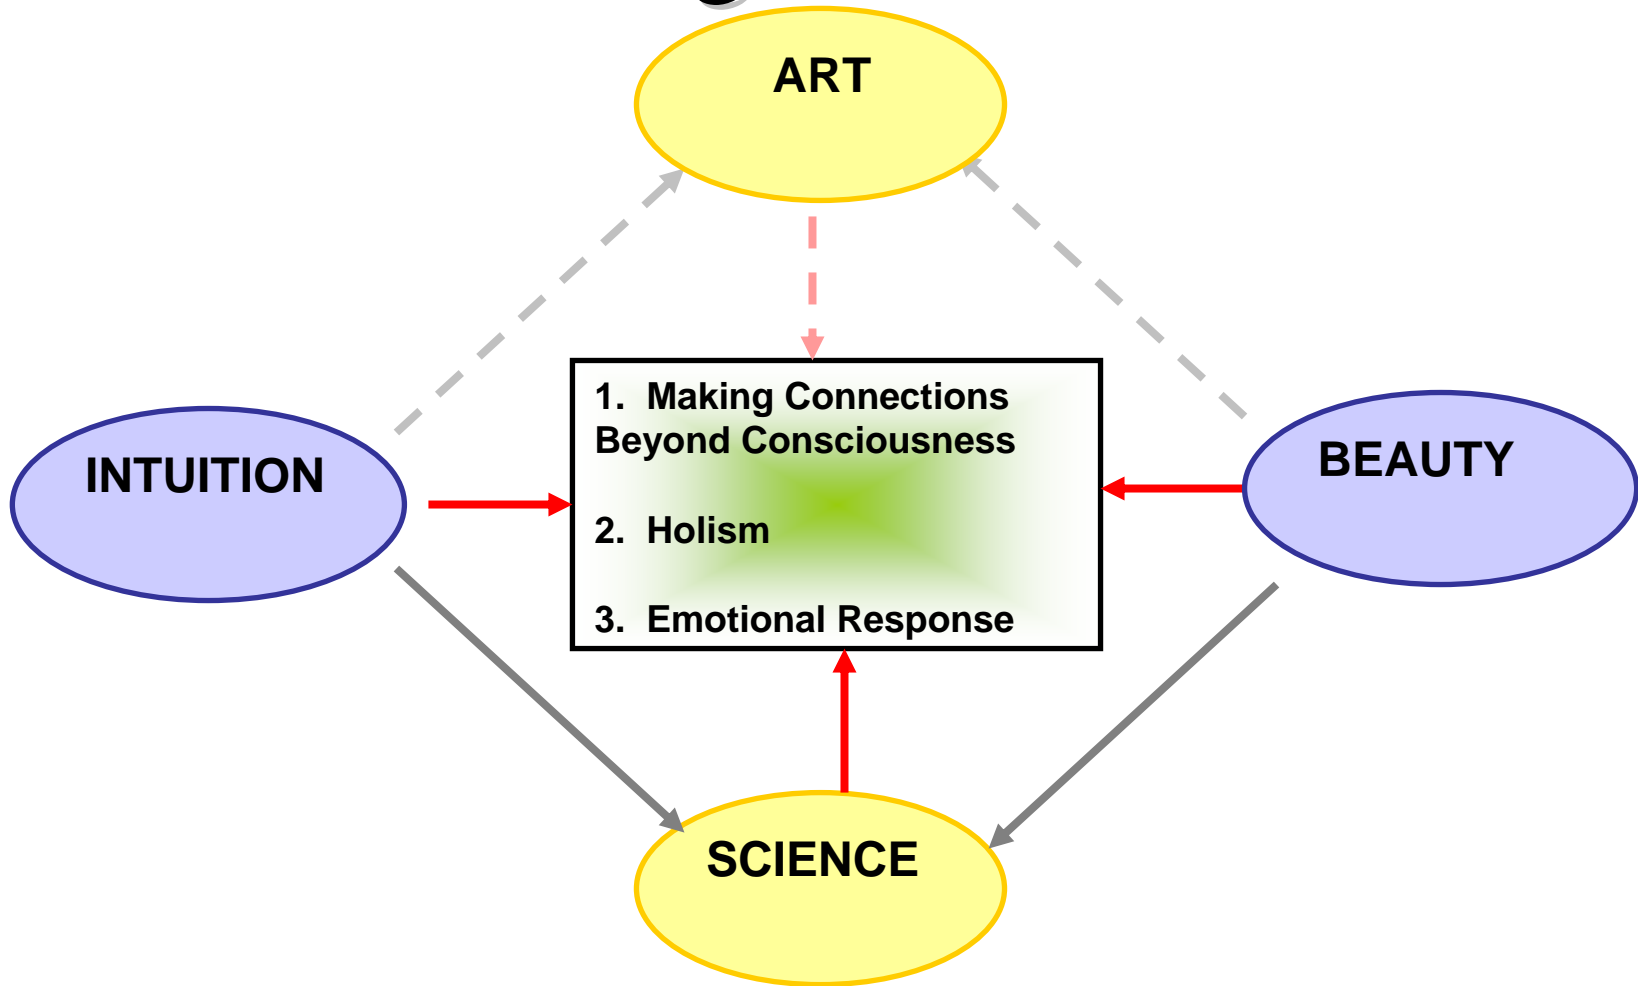 ART
1. Making Connections
Beyond Consciousness
INTUITION
BEAUTY
2. Holism
3. Emotional Response
SCIENCE